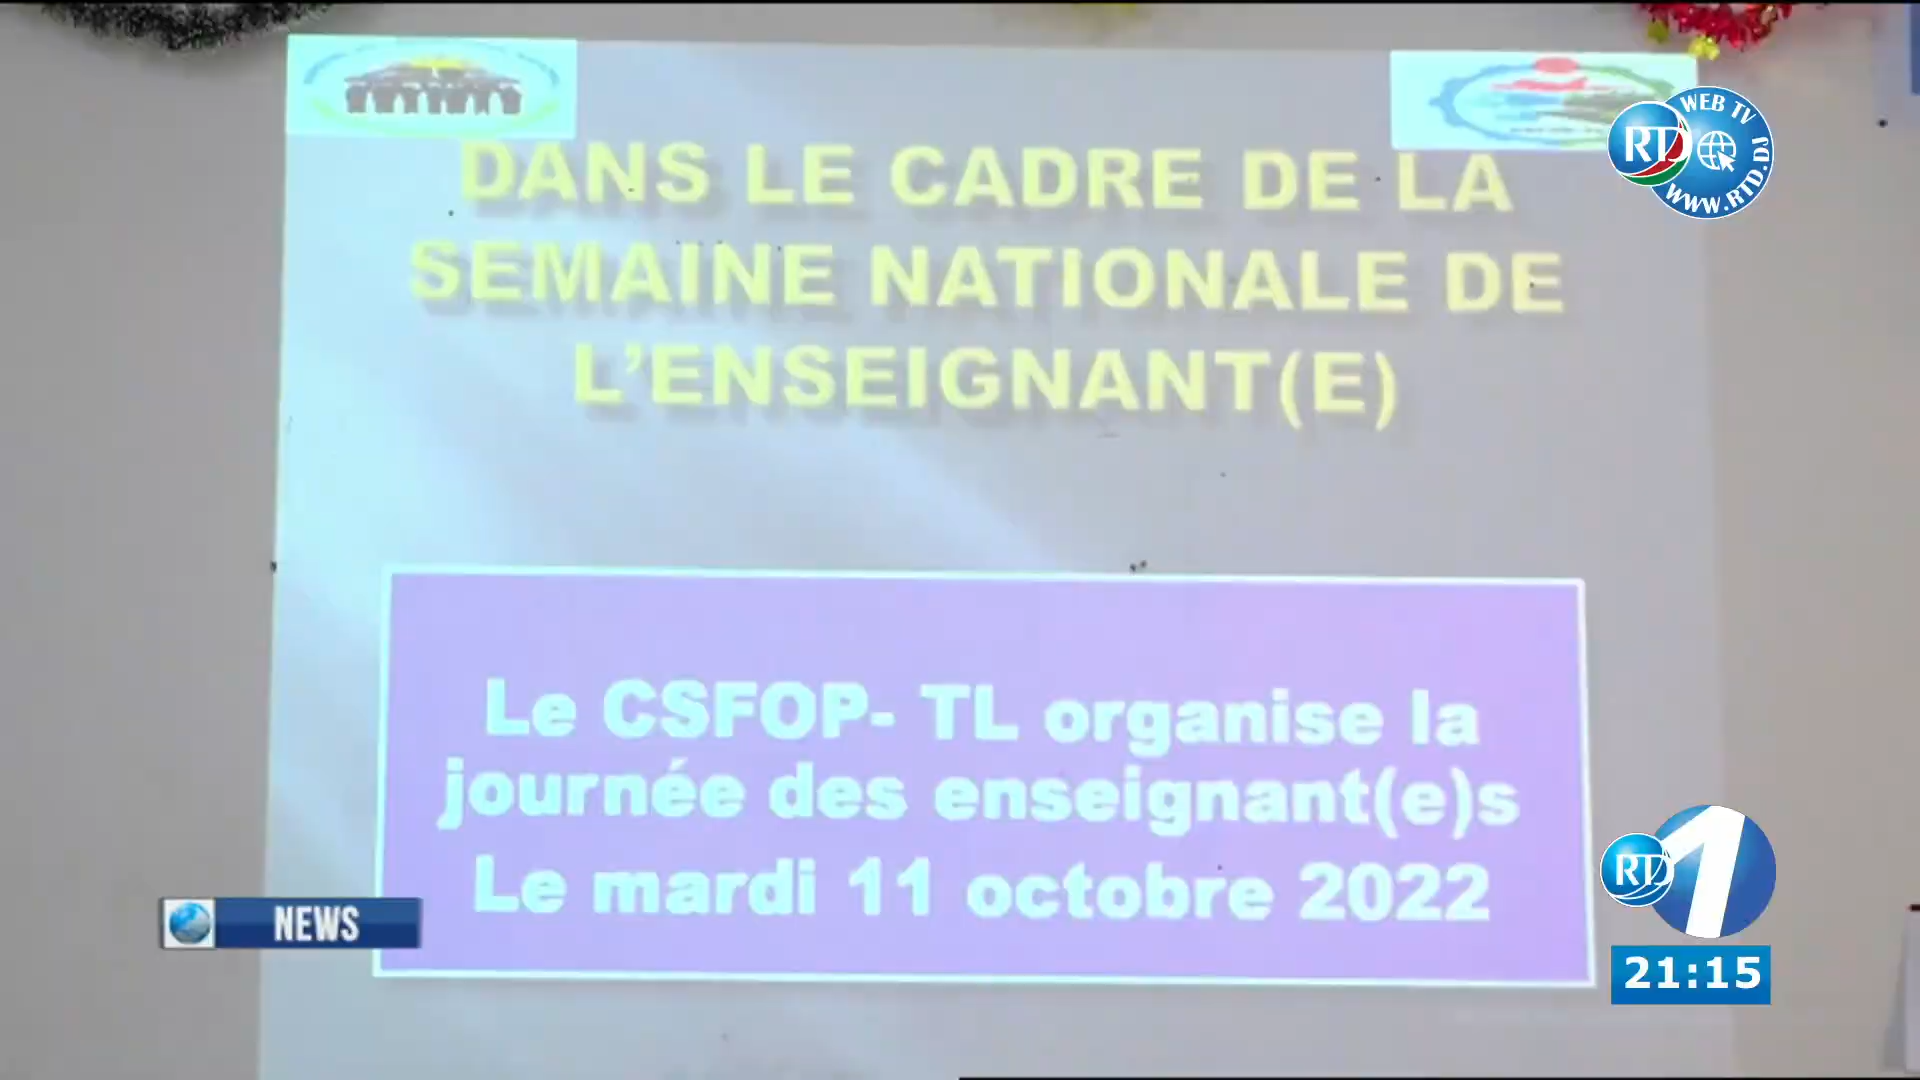 WEB TV
RTD
WWW.RTD.DJ
DANS LE CADRE DE LA
SEMAINE NATIONALE DE
L'ENSEIGNANT(E)
Le CSFOP- TL organise la
journée des enseignant(e)s
Le mardi 11 octobre 2022
NEWS
RTD 1
21:15